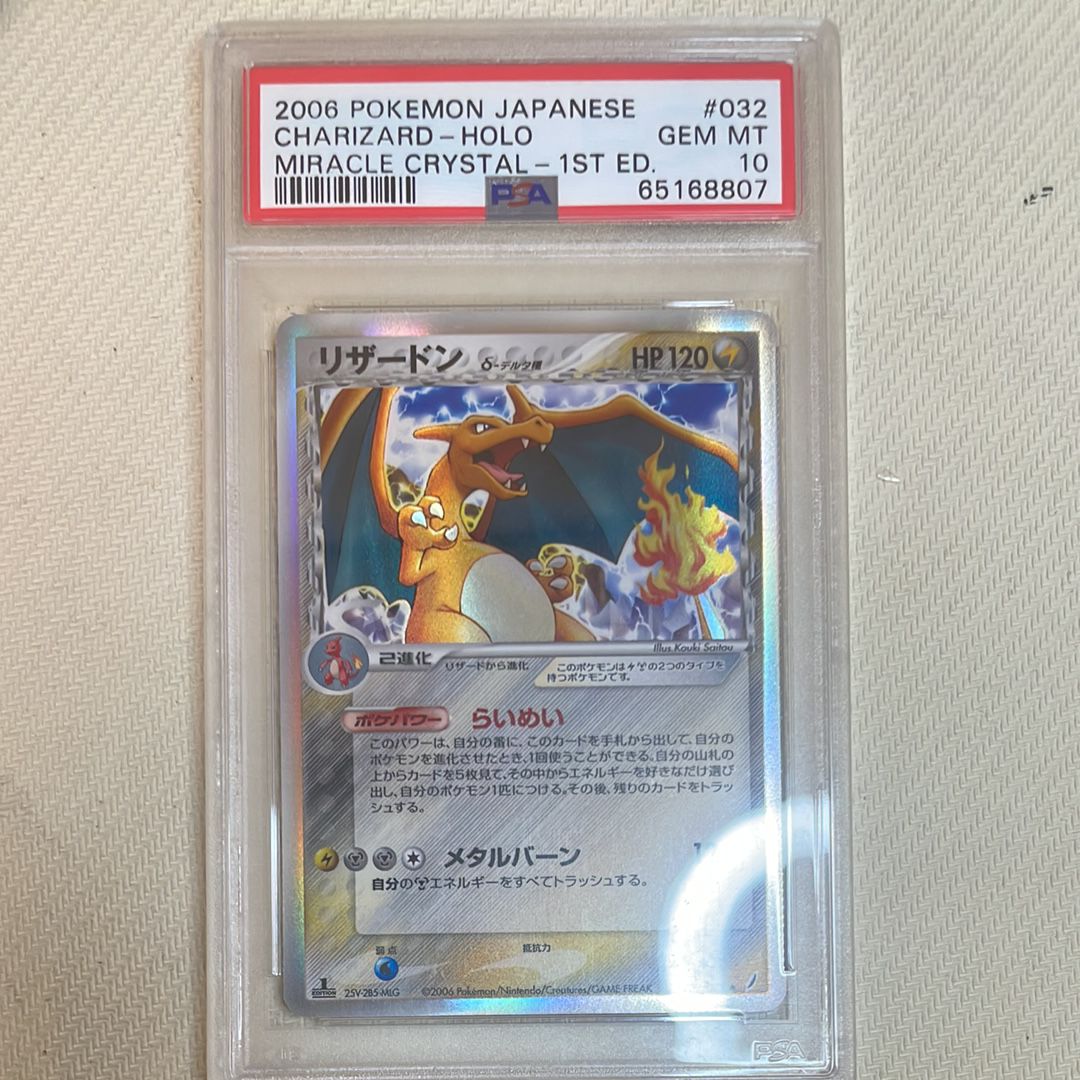 2006 POKEMON JAPANESE #032
CHARIZARD-HOLO GEM MT
MIRACLE CRYSTAL-1ST ED. 10
PSA 65168807
リザードン δ-デルタ種 HP120
Illus. Kouki Saitou
2進化 リザードから進化
このポケモンは の2つのタイプを
持つポケモンです。
ポケパワー らいめい
このパワーは、自分の番に、このカードを手札から出して、自分の
ポケモンを進化させたとき、1回使うことができる。自分の山札の
上からカードを5枚見て、その中からエネルギーを好きなだけ選び
出し、自分のポケモン1匹につける。その後、残りのカードをトラッ
シュする。
メタルバーン
自分の エネルギーをすべてトラッシュする。
弱点 抵抗力
1 EDITION 25V-2B5-MLG ©2006 Pokémon/Nintendo/Creatures/GAME FREAK
PSA